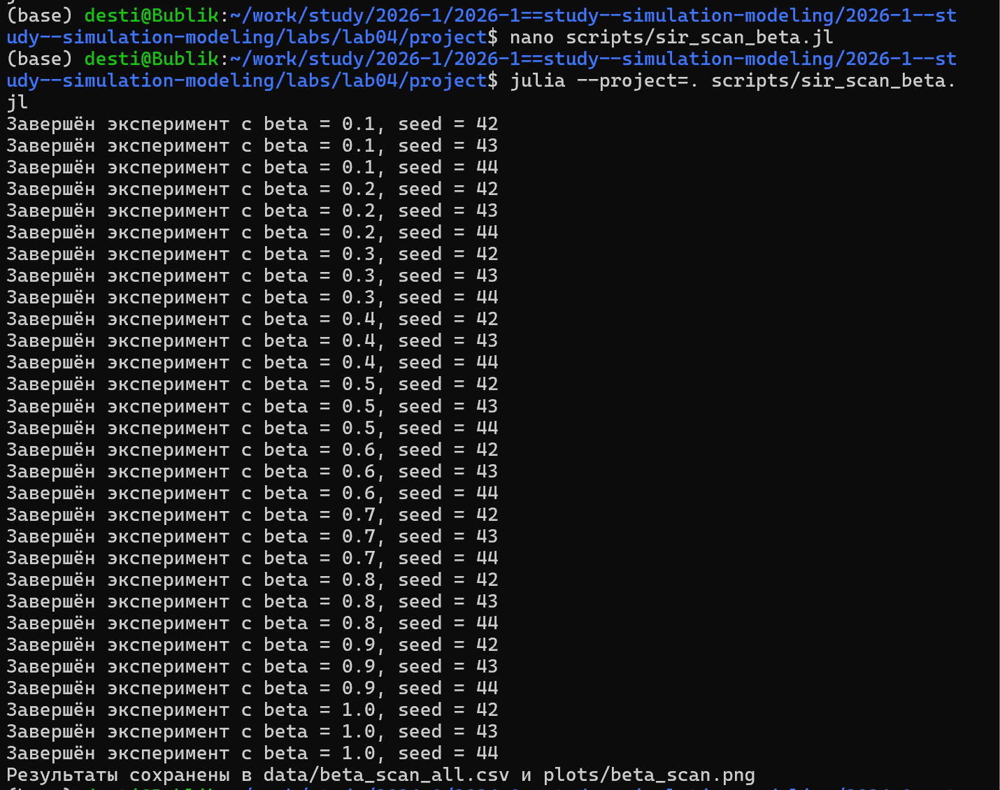 (base) desti@Bublik:~/work/study/2026-1/2026-1==study--simulation-modeling/2026-1--st
udy--simulation-modeling/labs/lab04/project$ nano scripts/sir_scan_beta.jl
(base) desti@Bublik:~/work/study/2026-1/2026-1==study--simulation-modeling/2026-1--st
udy--simulation-modeling/labs/lab04/project$ julia --project=. scripts/sir_scan_beta.
jl
Завершён эксперимент с beta = 0.1, seed = 42
Завершён эксперимент с beta = 0.1, seed = 43
Завершён эксперимент с beta = 0.1, seed = 44
Завершён эксперимент с beta = 0.2, seed = 42
Завершён эксперимент с beta = 0.2, seed = 43
Завершён эксперимент с beta = 0.2, seed = 44
Завершён эксперимент с beta = 0.3, seed = 42
Завершён эксперимент с beta = 0.3, seed = 43
Завершён эксперимент с beta = 0.3, seed = 44
Завершён эксперимент с beta = 0.4, seed = 42
Завершён эксперимент с beta = 0.4, seed = 43
Завершён эксперимент с beta = 0.4, seed = 44
Завершён эксперимент с beta = 0.5, seed = 42
Завершён эксперимент с beta = 0.5, seed = 43
Завершён эксперимент с beta = 0.5, seed = 44
Завершён эксперимент с beta = 0.6, seed = 42
Завершён эксперимент с beta = 0.6, seed = 43
Завершён эксперимент с beta = 0.6, seed = 44
Завершён эксперимент с beta = 0.7, seed = 42
Завершён эксперимент с beta = 0.7, seed = 43
Завершён эксперимент с beta = 0.7, seed = 44
Завершён эксперимент с beta = 0.8, seed = 42
Завершён эксперимент с beta = 0.8, seed = 43
Завершён эксперимент с beta = 0.8, seed = 44
Завершён эксперимент с beta = 0.9, seed = 42
Завершён эксперимент с beta = 0.9, seed = 43
Завершён эксперимент с beta = 0.9, seed = 44
Завершён эксперимент с beta = 1.0, seed = 42
Завершён эксперимент с beta = 1.0, seed = 43
Завершён эксперимент с beta = 1.0, seed = 44
Результаты сохранены в data/beta_scan_all.csv и plots/beta_scan.png